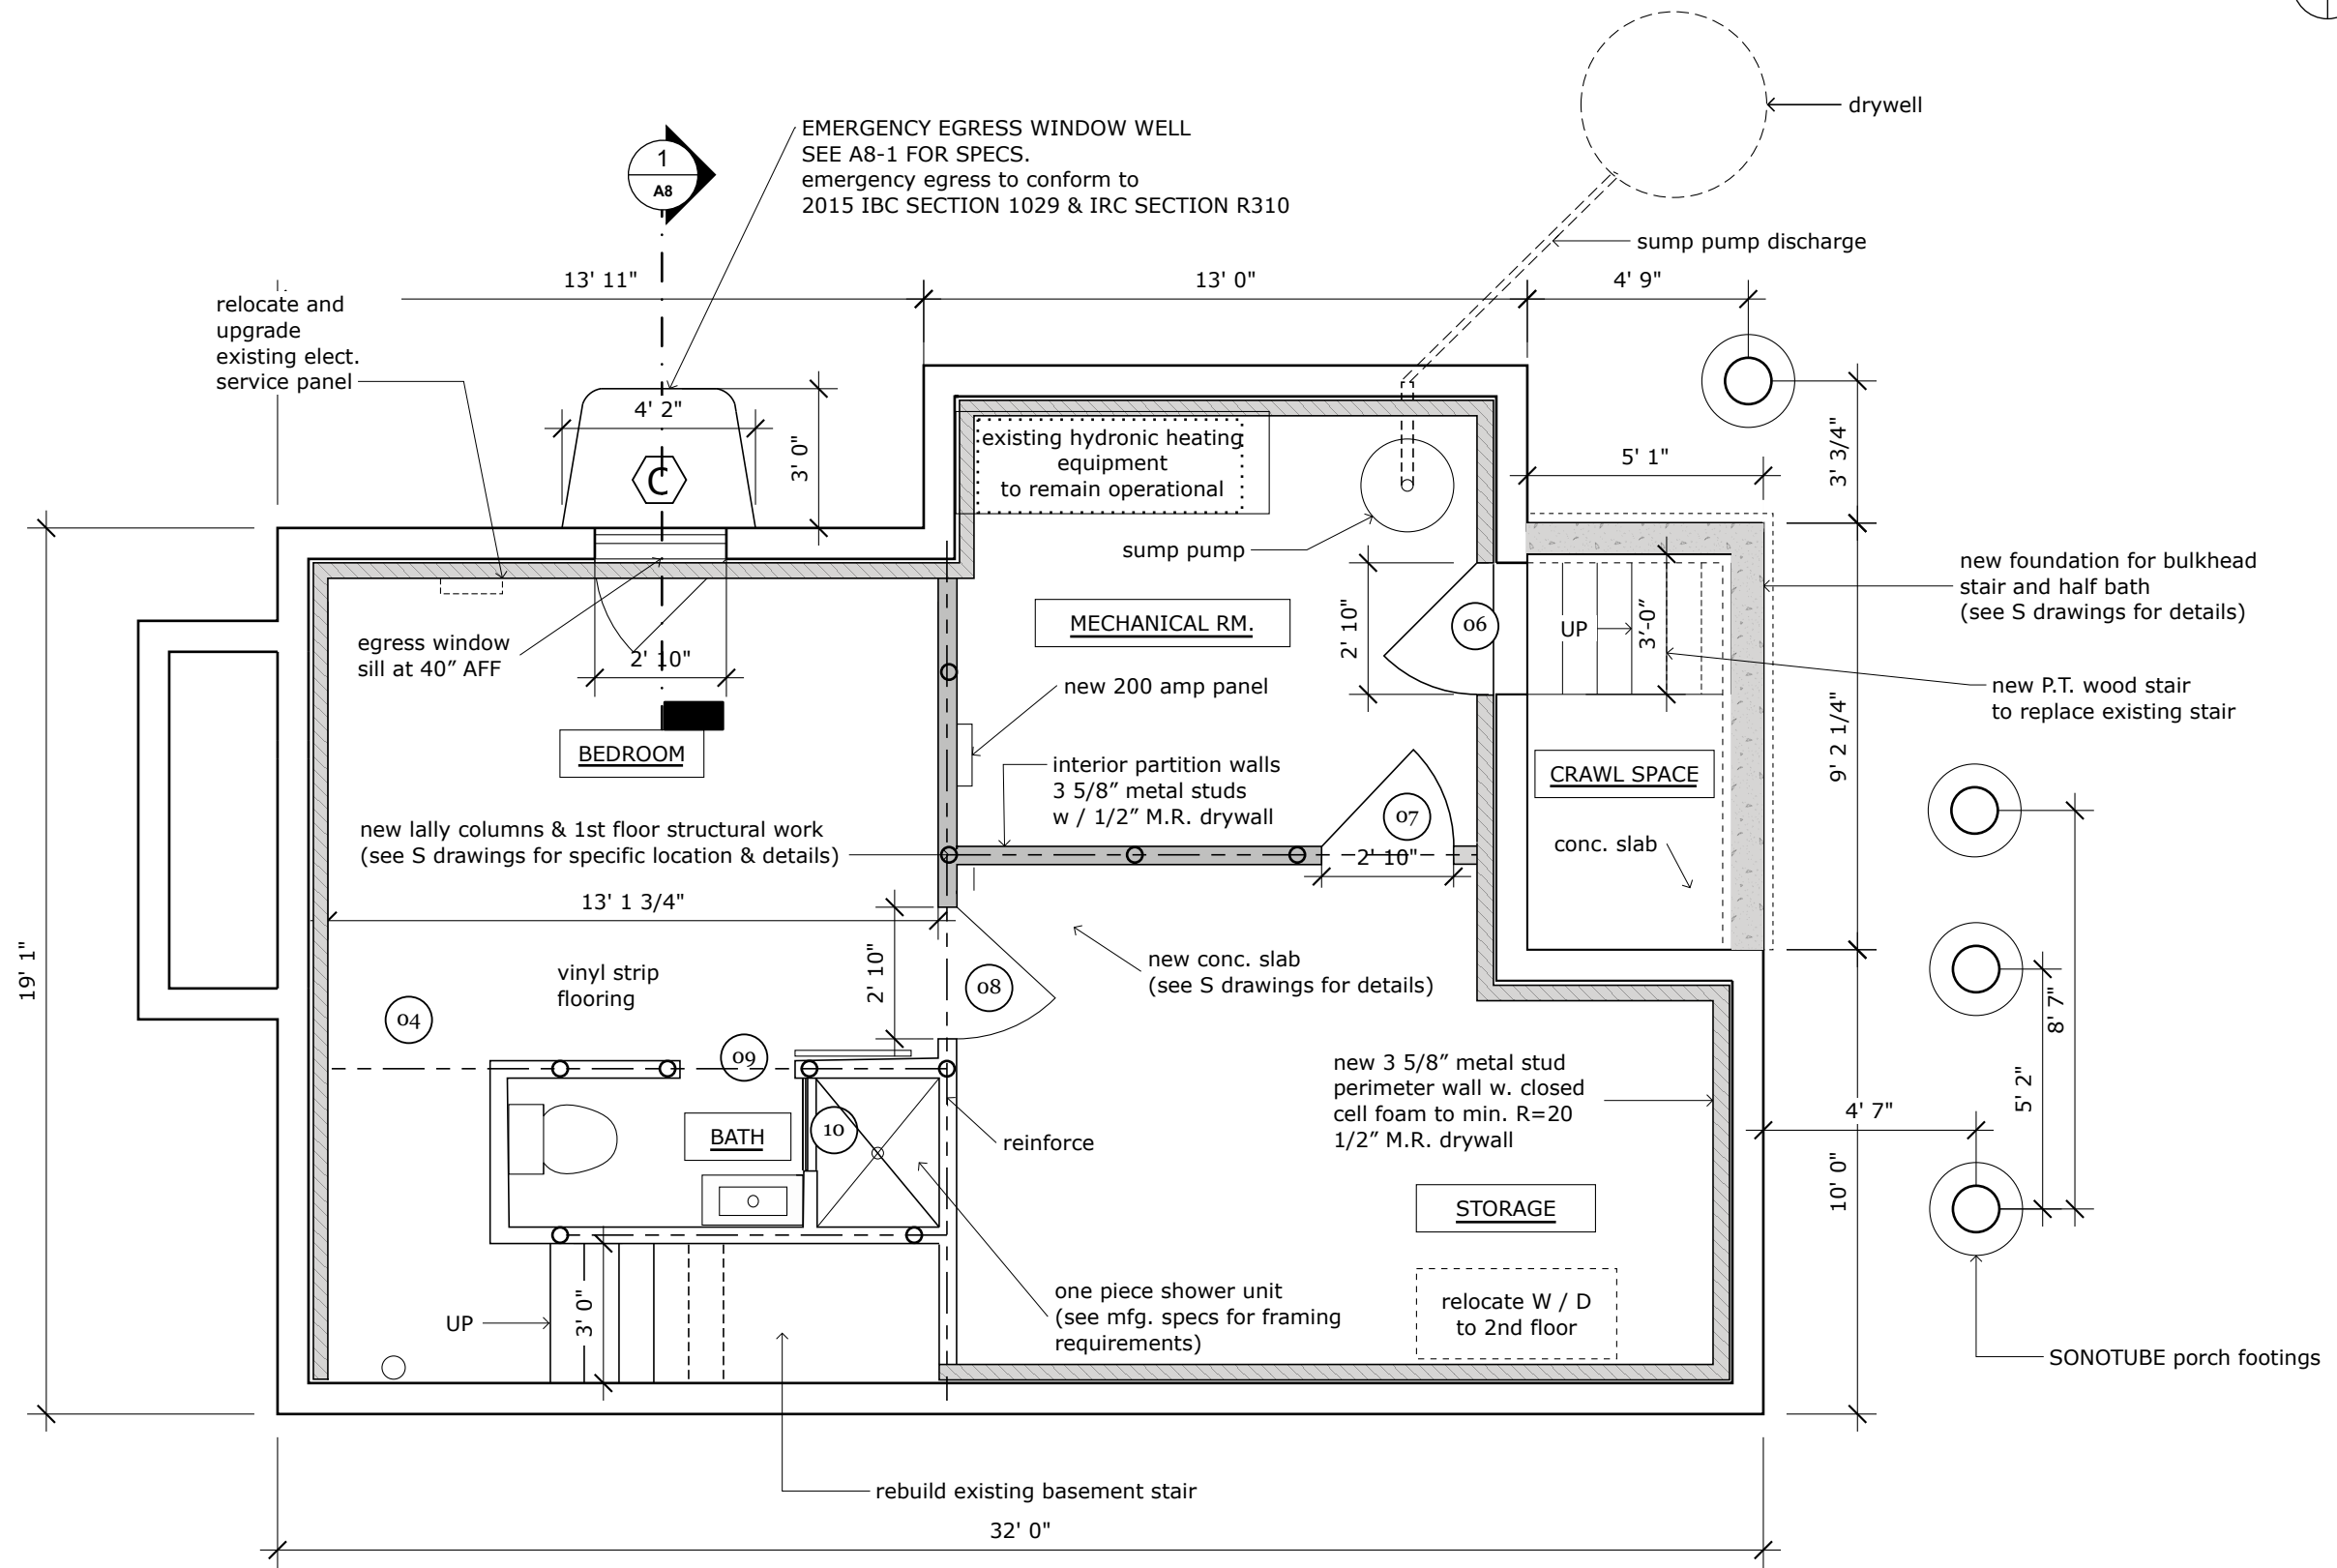 drywell
EMERGENCY EGRESS WINDOW WELL
SEE A8-1 FOR SPECS.
emergency egress to conform to
2015 IBC SECTION 1029 & IRC SECTION R310
1
A8
sump pump discharge
13' 11"
13' 0"
4' 9"
relocate and
upgrade
existing elect.
service panel
4' 2"
3' 0"
C
existing hydronic heating
equipment
to remain operational
5' 1"
3' 3/4"
sump pump
new foundation for bulkhead
stair and half bath
(see S drawings for details)
egress window
sill at 40” AFF
2' 10"
MECHANICAL RM.
2' 10"
06
UP
3’-0”
new 200 amp panel
new P.T. wood stair
to replace existing stair
BEDROOM
interior partition walls
3 5/8” metal studs
w / 1/2” M.R. drywall
CRAWL SPACE
9' 2 1/4"
07
new lally columns & 1st floor structural work
(see S drawings for specific location & details)
2' 10"
conc. slab
13' 1 3/4"
19' 1"
vinyl strip
flooring
2' 10"
08
new conc. slab
(see S drawings for details)
04
09
8' 7"
new 3 5/8” metal stud
perimeter wall w. closed
cell foam to min. R=20
1/2” M.R. drywall
5' 2"
4' 7"
BATH
10
reinforce
10' 0"
STORAGE
one piece shower unit
(see mfg. specs for framing
requirements)
relocate W / D
to 2nd floor
UP
3' 0"
SONOTUBE porch footings
rebuild existing basement stair
32' 0"